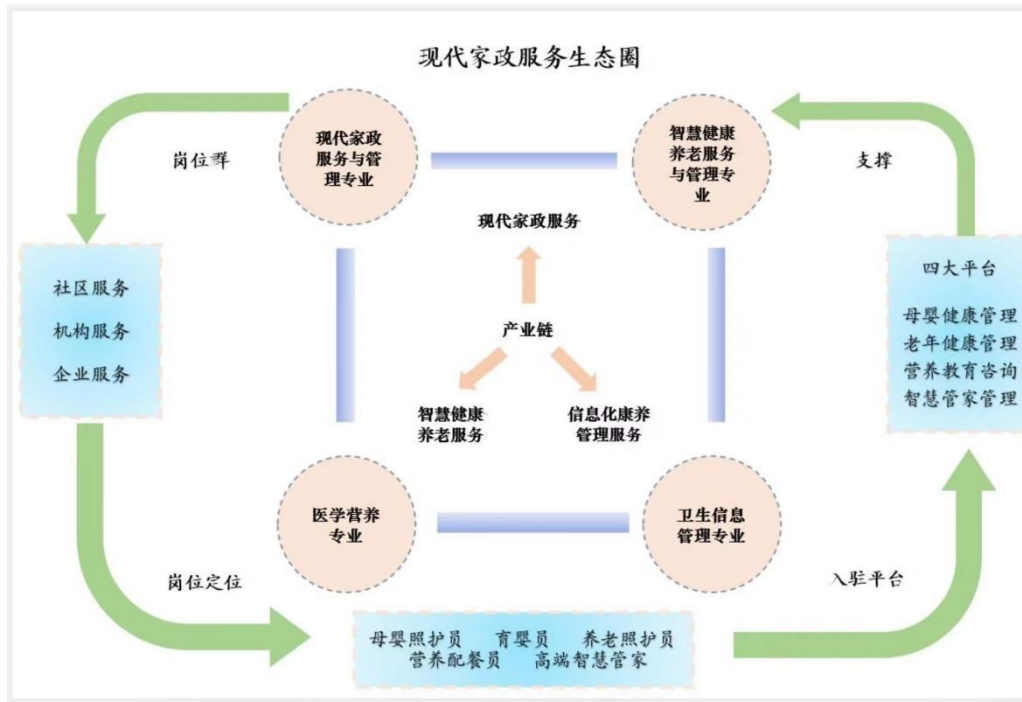 现代家政服务生态圈
现代家政
服务与管
理专业
智慧健康
养老服务
与管理专
业
岗位群
支撑
现代家政服务
社区服务
机构服务
企业服务
四大平台
母婴健康管理
老年健康管理
营养教育咨询
智慧管家管理
产业链
智慧健康
养老服务
信息化康养
管理服务
医学营养
专业
卫生信息
管理专业
岗位定位
入驻平台
母婴照护员 育婴员 养老照护员
营养配餐员 高端智慧管家